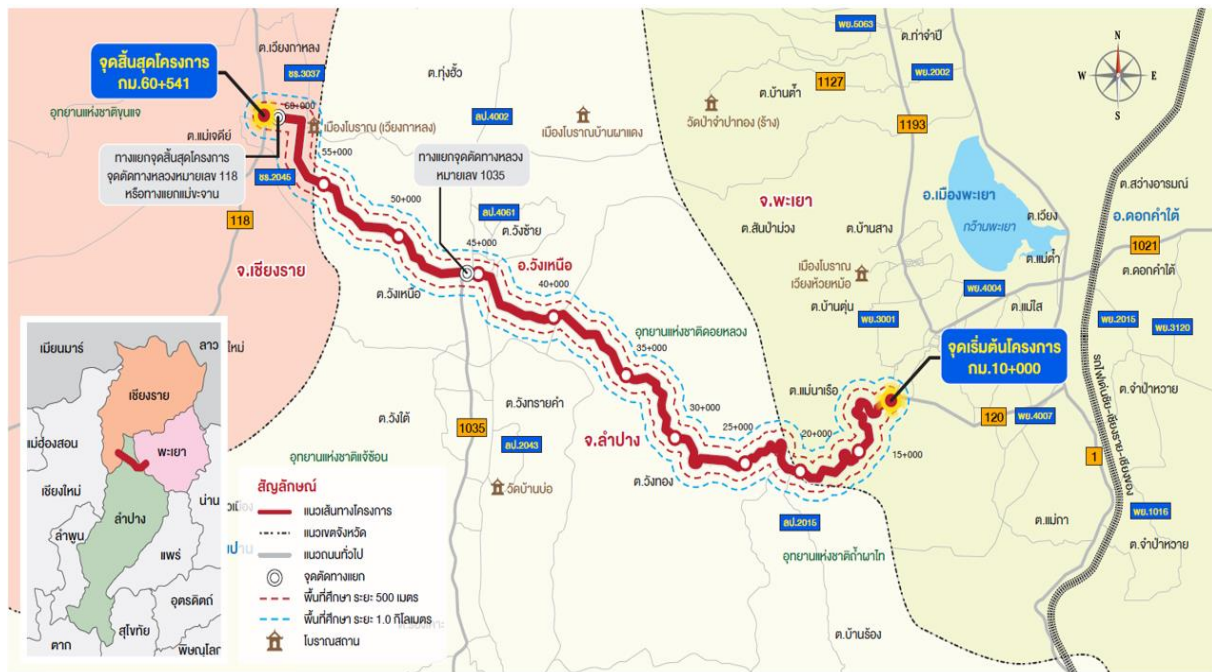 จุดสิ้นสุดโครงการ
กม.60+541
ต.เวียงกาหลง
ชร.3037
อุทยานแห่งชาติขุนแจ
60+000
ต.แม่เจดีย์
เมืองโบราณ (เวียงกาหลง)
ทางแยกจุดสิ้นสุดโครงการ
จุดตัดทางหลวงหมายเลข 118
หรือทางแยกแม่ขะจาน
ชร.2045
118
จ.เชียงราย
55+000
50+000
45+000
ต.ทุ่งฮั้ว
ลป.4002
เมืองโบราณบ้านผาแดง
ทางแยกจุดตัดทางหลวง
หมายเลข 1035
ลป.4061
ต.วังซ้าย
อ.วังเหนือ
ต.วังเหนือ
40+000
อุทยานแห่งชาติดอยหลวง
35+000
ต.วังใต้
ต.วังทรายคำ
1035
ลป.2043
อุทยานแห่งชาติแจ้ซ้อน
วัดบ้านบ่อ
30+000
จ.ลำปาง
25+000
ต.วังทอง
20+000
15+000
ลป.2015
อุทยานแห่งชาติถ้ำผาไท
ต.บ้านร้อง
พย.5063
ต.ท่าจำปี
พย.2002
1127
ต.บ้านต๋ำ
วัดป่าจำปาทอง (ร้าง)
1193
N
W
E
S
จ.พะเยา
อ.เมืองพะเยา
ต.สันป่าม่วง
ต.บ้านสาง
กว๊านพะเยา
ต.เวียง
ต.สว่างอารมณ์
อ.ดอกคำใต้
1021
ต.แม่ต๋ำ
ต.ดอกคำใต้
เมืองโบราณ
เวียงห้วยหม้อ
พย.4004
ต.บ้านตุ่น
ต.แม่ใส
พย.3001
พย.2015
พย.3120
จุดเริ่มต้นโครงการ
กม.10+000
ต.แม่นาเรือ
ต.จำป่าหวาย
120
พย.4007
รถไฟเด่นชัย-เชียงราย-เชียงของ
1
ต.แม่กา
พย.1016
ต.จำป่าหวาย
เมียนมาร์
ลาว
ใหม่
เชียงราย
แม่ฮ่องสอน
พะเยา
เชียงใหม่
น่าน
ลำปาง
ลำพูน
แพร่
อุตรดิตถ์
สุโขทัย
ตาก
พิษณุโลก
สัญลักษณ์
แนวเส้นทางโครงการ
แนวเขตจังหวัด
แนวถนนทั่วไป
จุดตัดทางแยก
พื้นที่ศึกษา ระยะ 500 เมตร
พื้นที่ศึกษา ระยะ 1.0 กิโลเมตร
โบราณสถาน